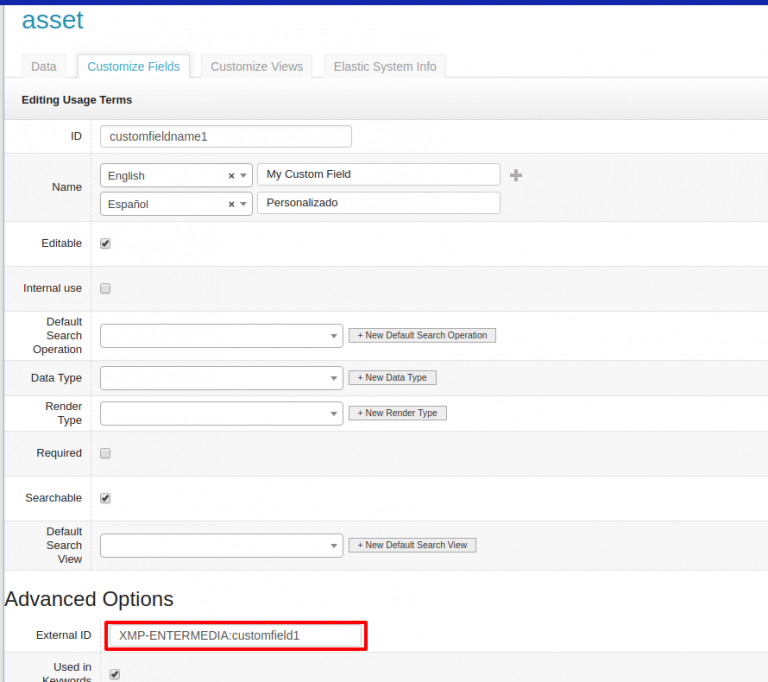 asset
Data Customize Fields Customize Views Elastic System Info
Editing Usage Terms
ID customfieldname1
Name English × My Custom Field
Español × Personalizado
Editable
Internal use
Default
Search
Operation
+ New Default Search Operation
Data Type + New Data Type
Render
Type
+ New Render Type
Required
Searchable
Default
Search
View
+ New Default Search View
Advanced Options
External ID XMP-ENTERMEDIA:customfield1
Used in
Keywords